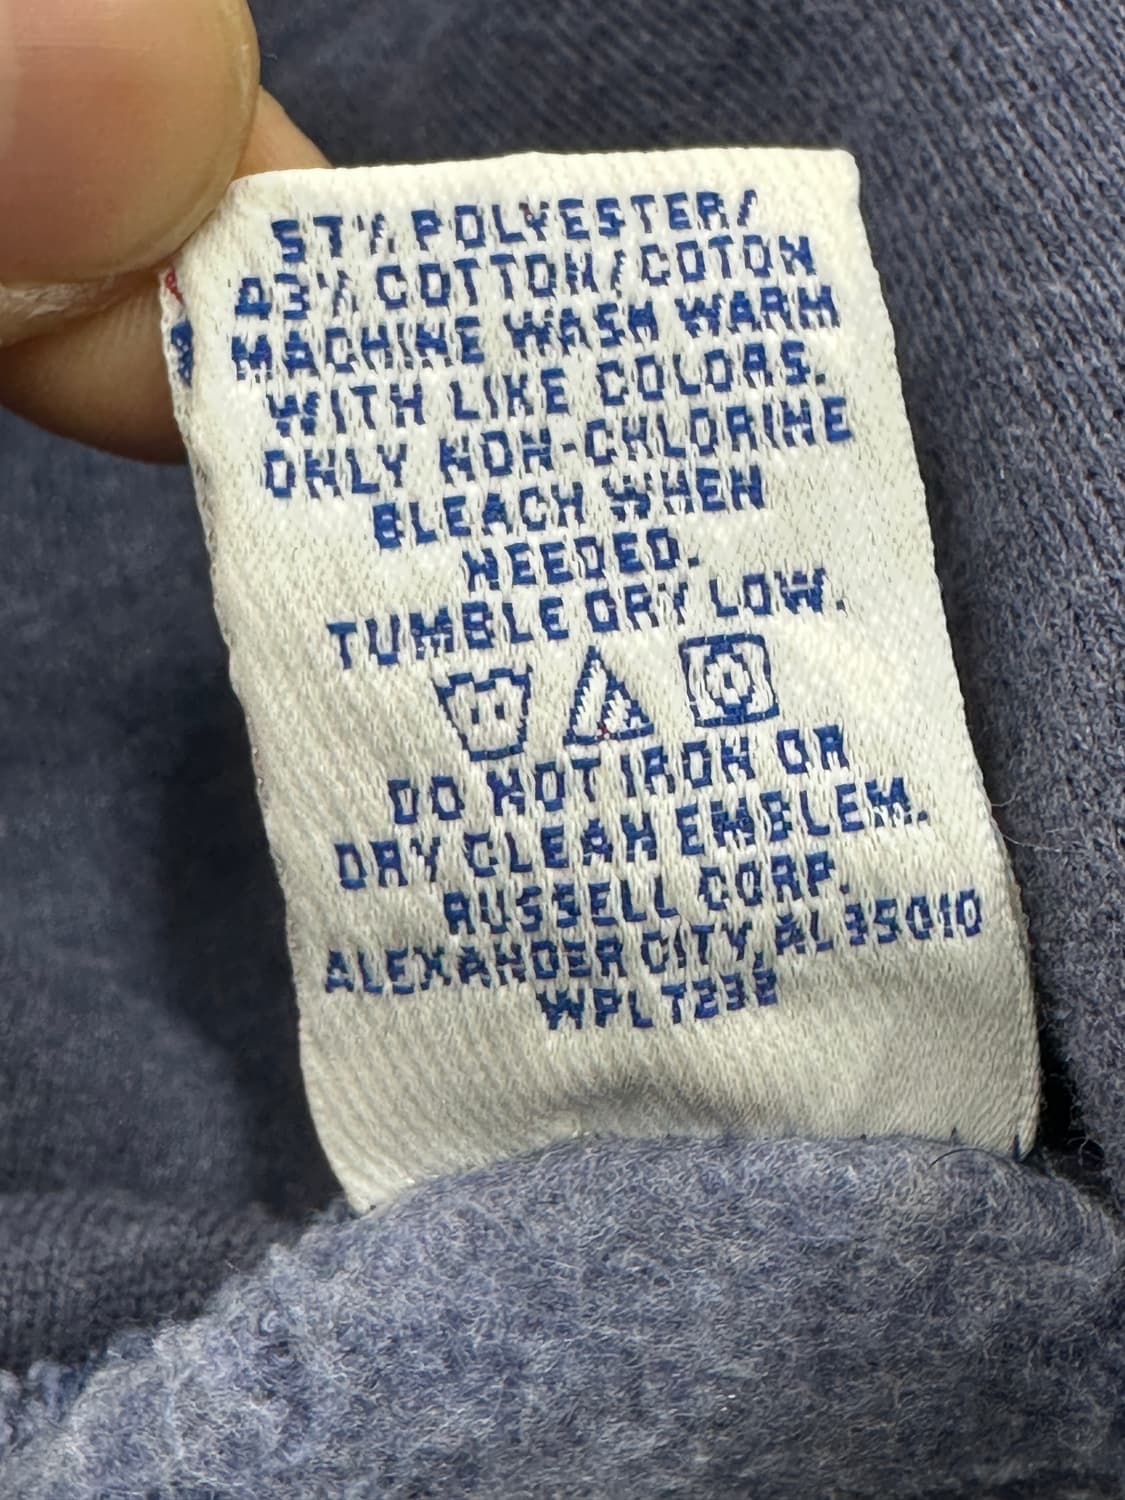 57% POLYESTER/
43% COTTON/COTON
MACHINE WASH WARM
WITH LIKE COLORS.
ONLY NON-CHLORINE
BLEACH WHEN
NEEDED.
TUMBLE DRY LOW.
DO NOT IRON OR
DRY CLEAN EMBLEM.
RUSSELL CORP.
ALEXANDER CITY, AL 35010
WPL 7232